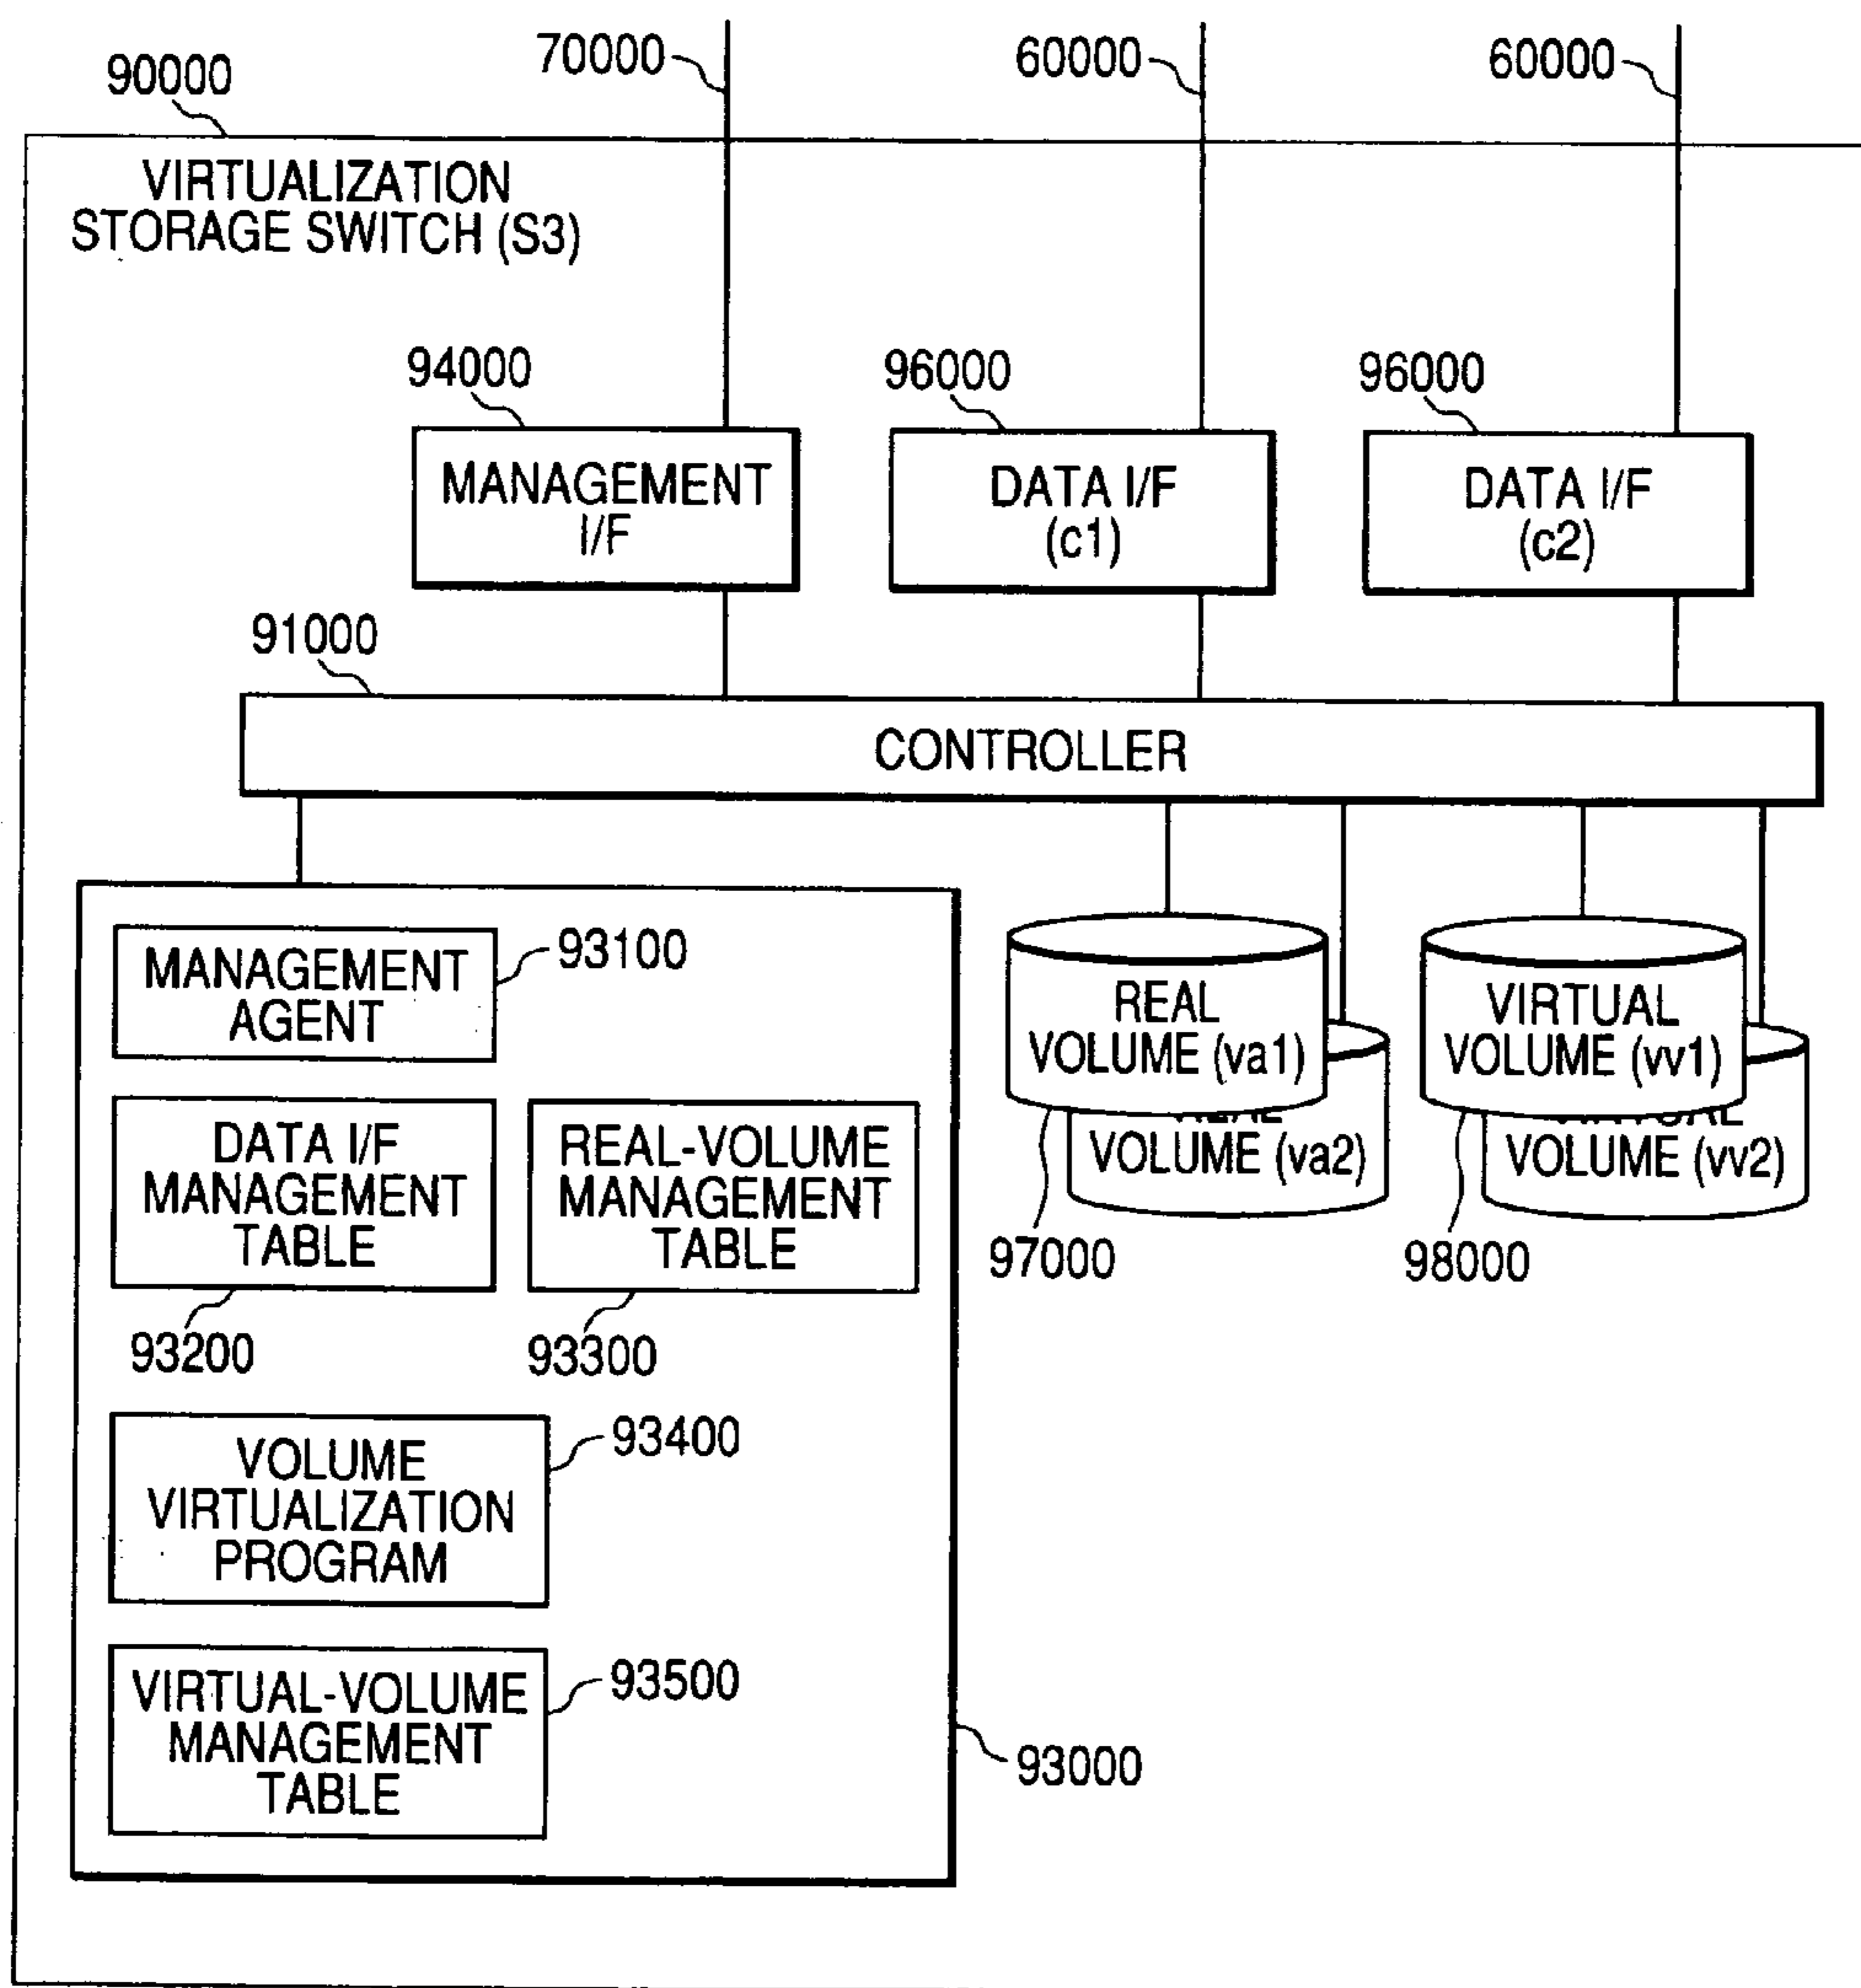 70000
60000
60000
90000
VIRTUALIZATION
STORAGE SWITCH (S3)
94000
96000
96000
MANAGEMENT
I/F
DATA I/F
(c1)
DATA I/F
(c2)
91000
CONTROLLER
MANAGEMENT
AGENT
93100
REAL
VOLUME (va1)
VIRTUAL
VOLUME (vv1)
VOLUME (va2)
VOLUME (vv2)
97000
98000
DATA I/F
MANAGEMENT
TABLE
REAL-VOLUME
MANAGEMENT
TABLE
93200
93300
VOLUME
VIRTUALIZATION
PROGRAM
93400
VIRTUAL-VOLUME
MANAGEMENT
TABLE
93500
93000